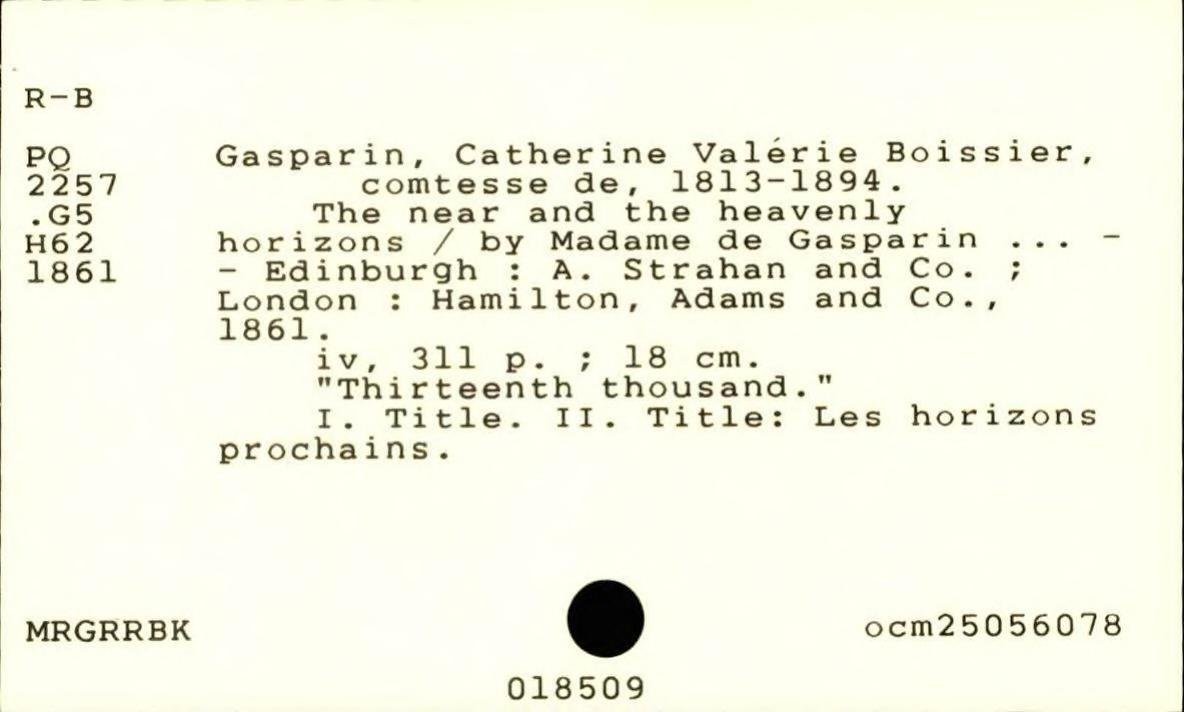 R-B
PQ Gasparin, Catherine Valérie Boissier,
2257 comtesse de, 1813-1894.
.G5 The near and the heavenly
H62 horizons / by Madame de Gasparin ... -
1861 - Edinburgh : A. Strahan and Co. ;
London : Hamilton, Adams and Co.,
1861.
iv, 311 p. ; 18 cm.
"Thirteenth thousand."
I. Title. II. Title: Les horizons
prochains.
MRGRRBK ocm25056078
018509